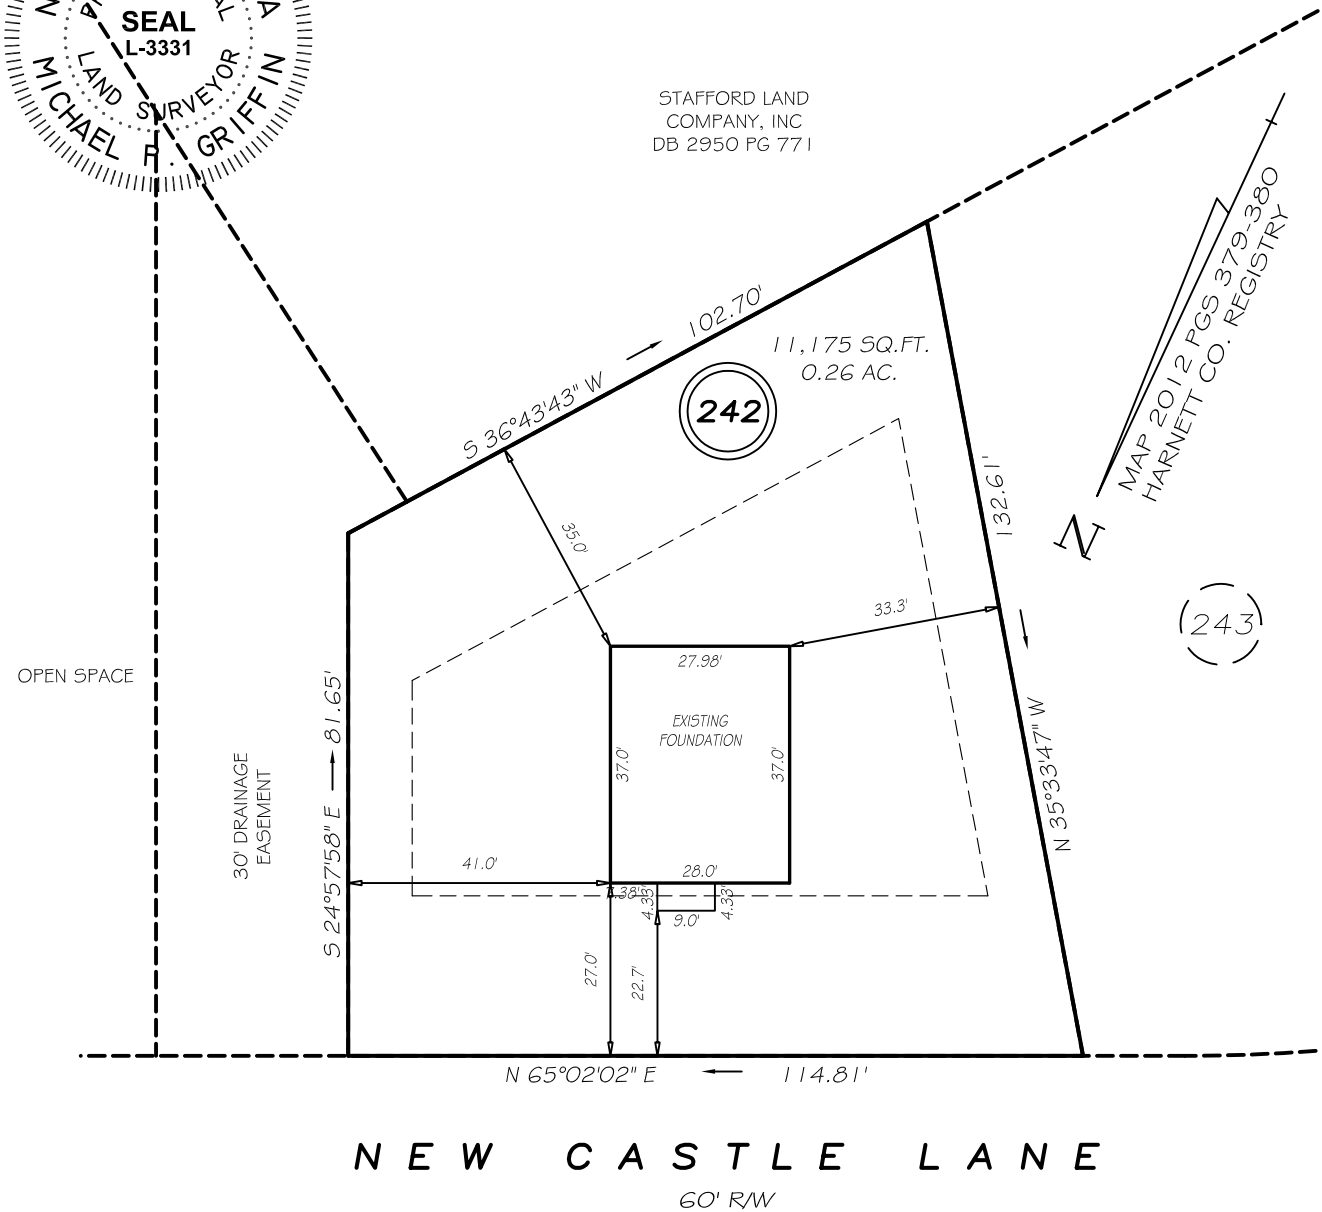 SEAL
L-3331
LAND SURVEYOR
MICHAEL P. GRIFFIN
STAFFORD LAND
COMPANY, INC
DB 2950 PG 771
MAP 2012 PGS 379-380
HARNETT CO. REGISTRY
N
102.70'
S 36°43'43" W
11,175 SQ.FT.
0.26 AC.
242
132.61'
N 35°33'47" W
243
35.0'
33.3'
27.98'
EXISTING
FOUNDATION
37.0'
37.0'
28.0'
OPEN SPACE
30' DRAINAGE
EASEMENT
S 24°57'58" E
81.65'
41.0'
7.38'
4.33'
4.33'
9.0'
27.0'
22.7'
N 65°02'02" E
114.81'
NEW CASTLE LANE
60' R/W